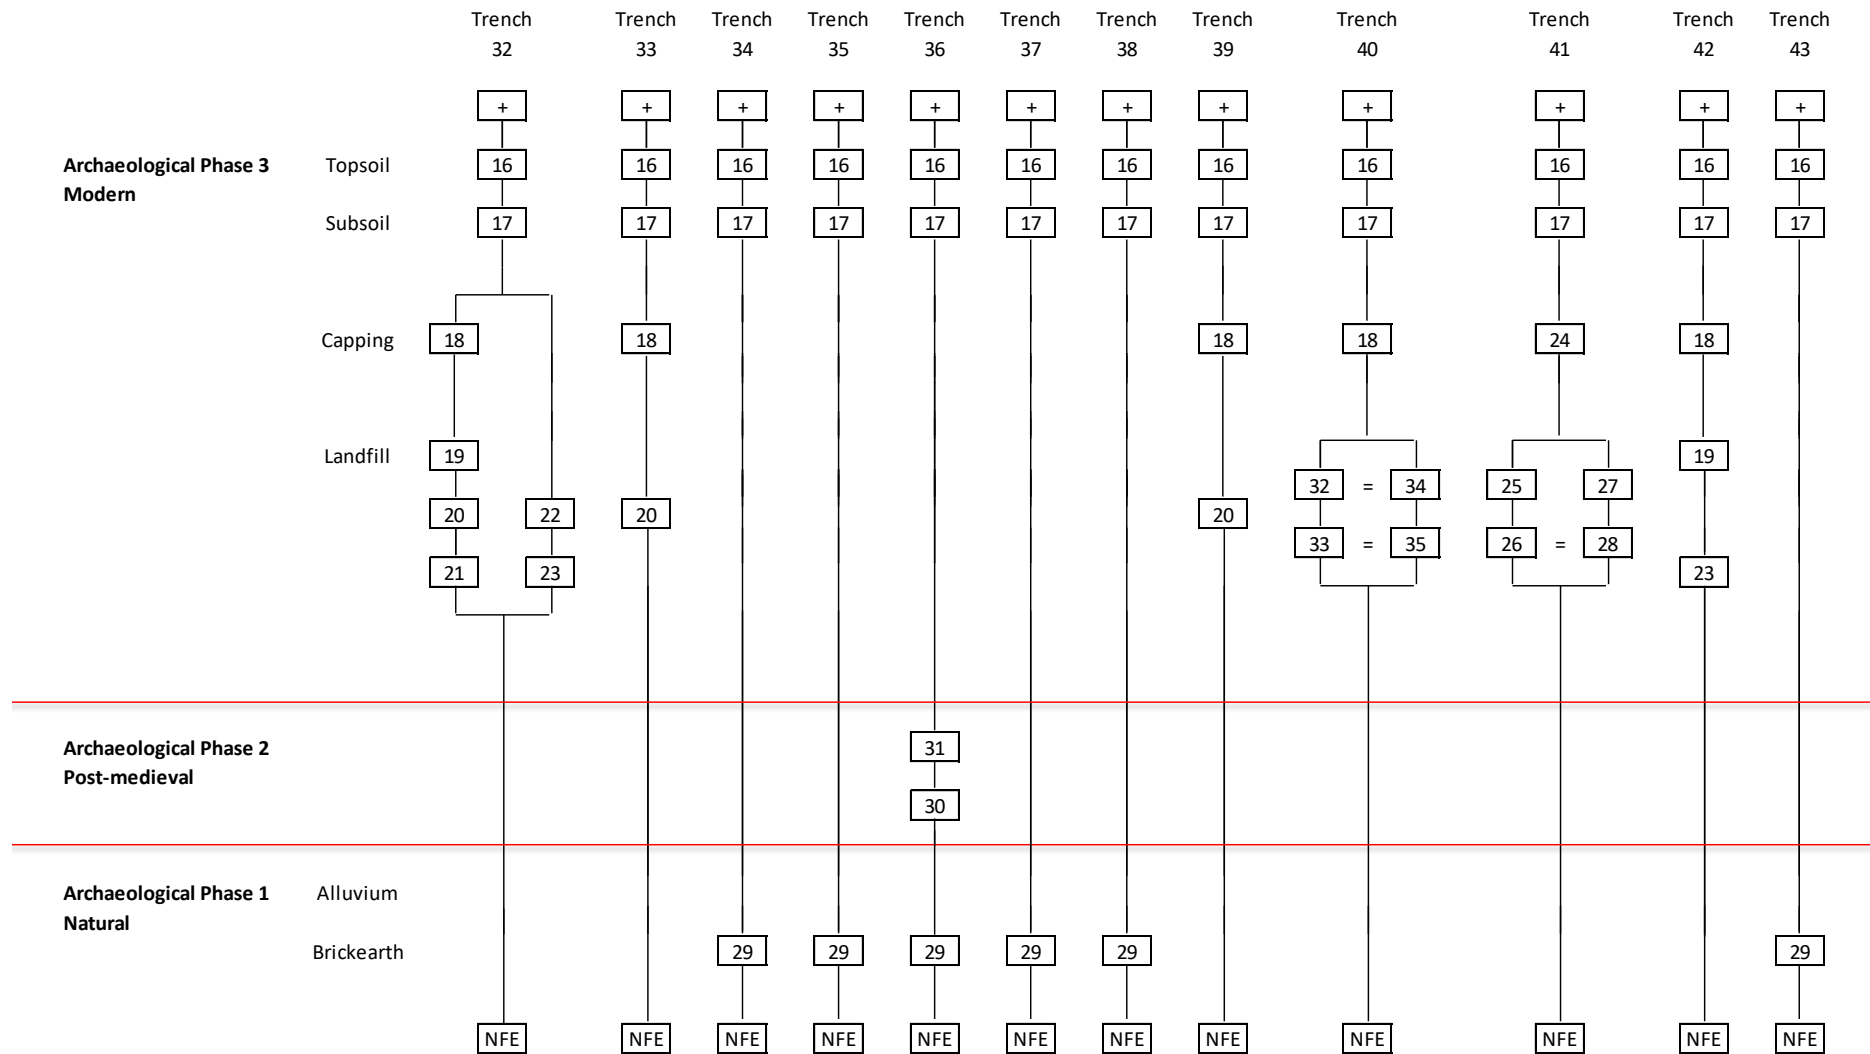 Trench Trench Trench Trench Trench Trench Trench Trench Trench Trench Trench Trench
32 33 34 35 36 37 38 39 40 41 42 43
+ + + + + + + + + + + +
Archaeological Phase 3 Topsoil 16 16 16 16 16 16 16 16 16 16 16 16
Modern
Subsoil 17 17 17 17 17 17 17 17 17 17 17 17
Capping 18 18 18 18 24 18
Landfill 19 19
32 = 34 25 27
20 22 20 20
33 = 35 26 = 28
21 23 23
Archaeological Phase 2 31
Post-medieval
30
Archaeological Phase 1 Alluvium
Natural
Brickearth 29 29 29 29 29 29
NFE NFE NFE NFE NFE NFE NFE NFE NFE NFE NFE NFE